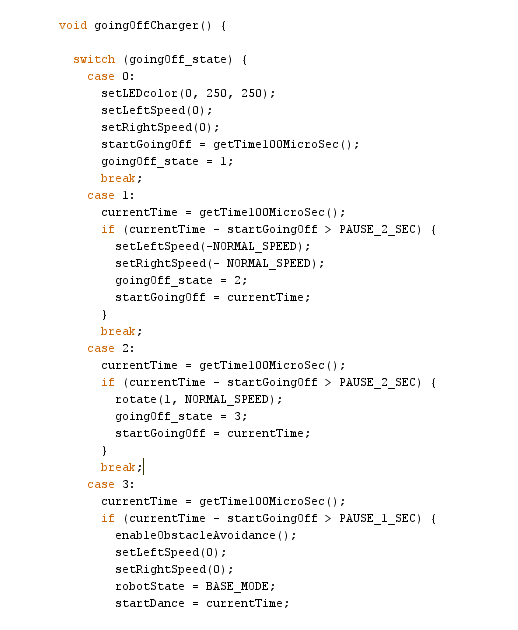 void goingOffCharger() {
switch (goingOff_state) {
case 0:
setLEDcolor(0, 250, 250);
setLeftSpeed(0);
setRightSpeed(0);
startGoingOff = getTime100MicroSec();
goingOff_state = 1;
break;
case 1:
currentTime = getTime100MicroSec();
if (currentTime - startGoingOff > PAUSE_2_SEC) {
setLeftSpeed(-NORMAL_SPEED);
setRightSpeed(- NORMAL_SPEED);
goingOff_state = 2;
startGoingOff = currentTime;
}
break;
case 2:
currentTime = getTime100MicroSec();
if (currentTime - startGoingOff > PAUSE_2_SEC) {
rotate(1, NORMAL_SPEED);
goingOff_state = 3;
startGoingOff = currentTime;
}
break;
case 3:
currentTime = getTime100MicroSec();
if (currentTime - startGoingOff > PAUSE_1_SEC) {
enableObstacleAvoidance();
setLeftSpeed(0);
setRightSpeed(0);
robotState = BASE_MODE;
startDance = currentTime;